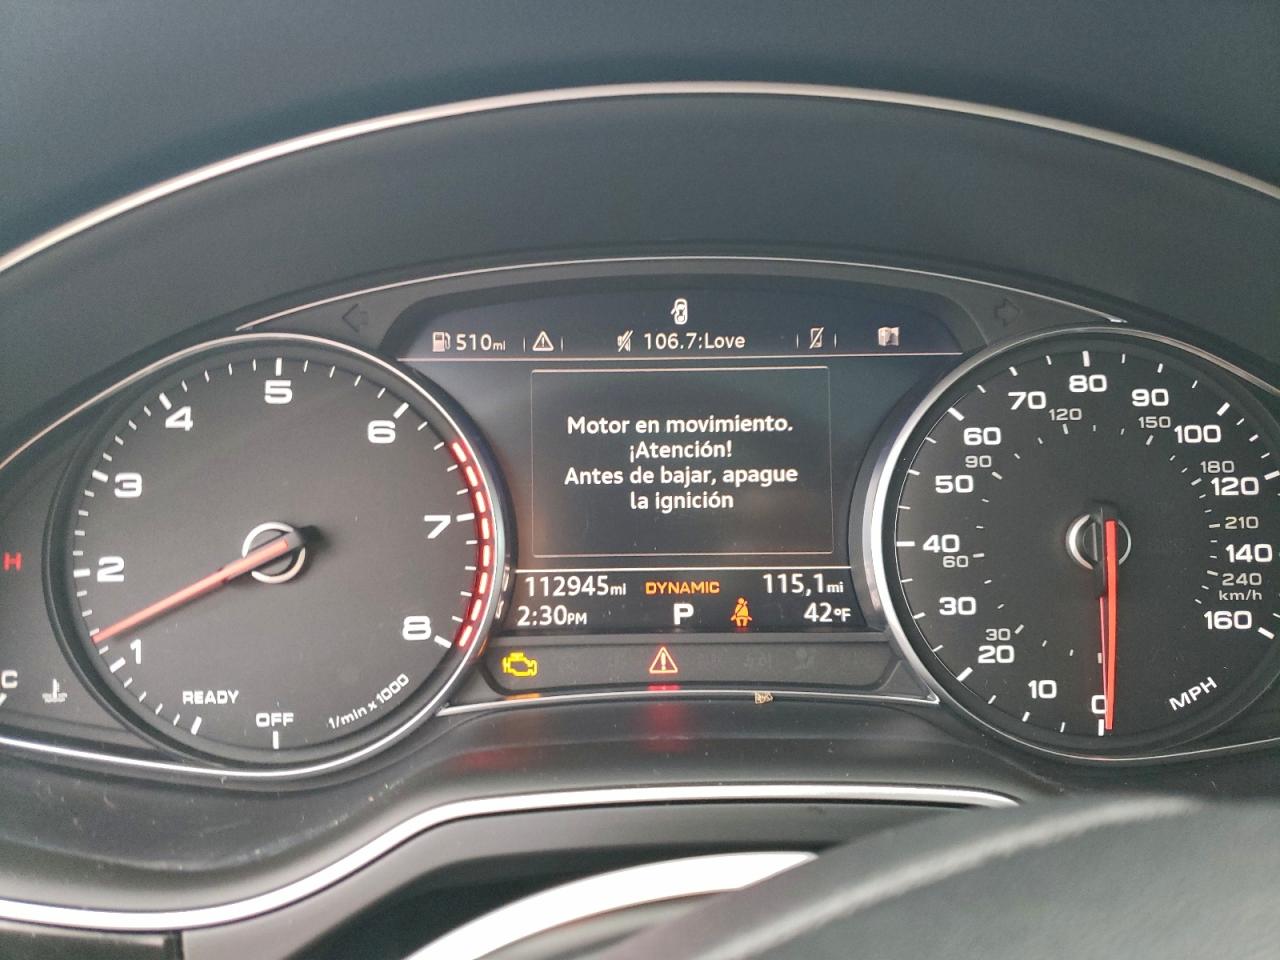 510mi
106.7:Love
Motor en movimiento.
¡Atención!
Antes de bajar, apague
la ignición
112945mi DYNAMIC 115,1mi
2:30PM P 42°F
H
C
1
2
3
4
5
6
7
8
READY
OFF
1/min x 1000
0
10
20
30
40
50
60
70
80
90
100
120
140
160
30
60
90
120
150
180
210
240
km/h
MPH